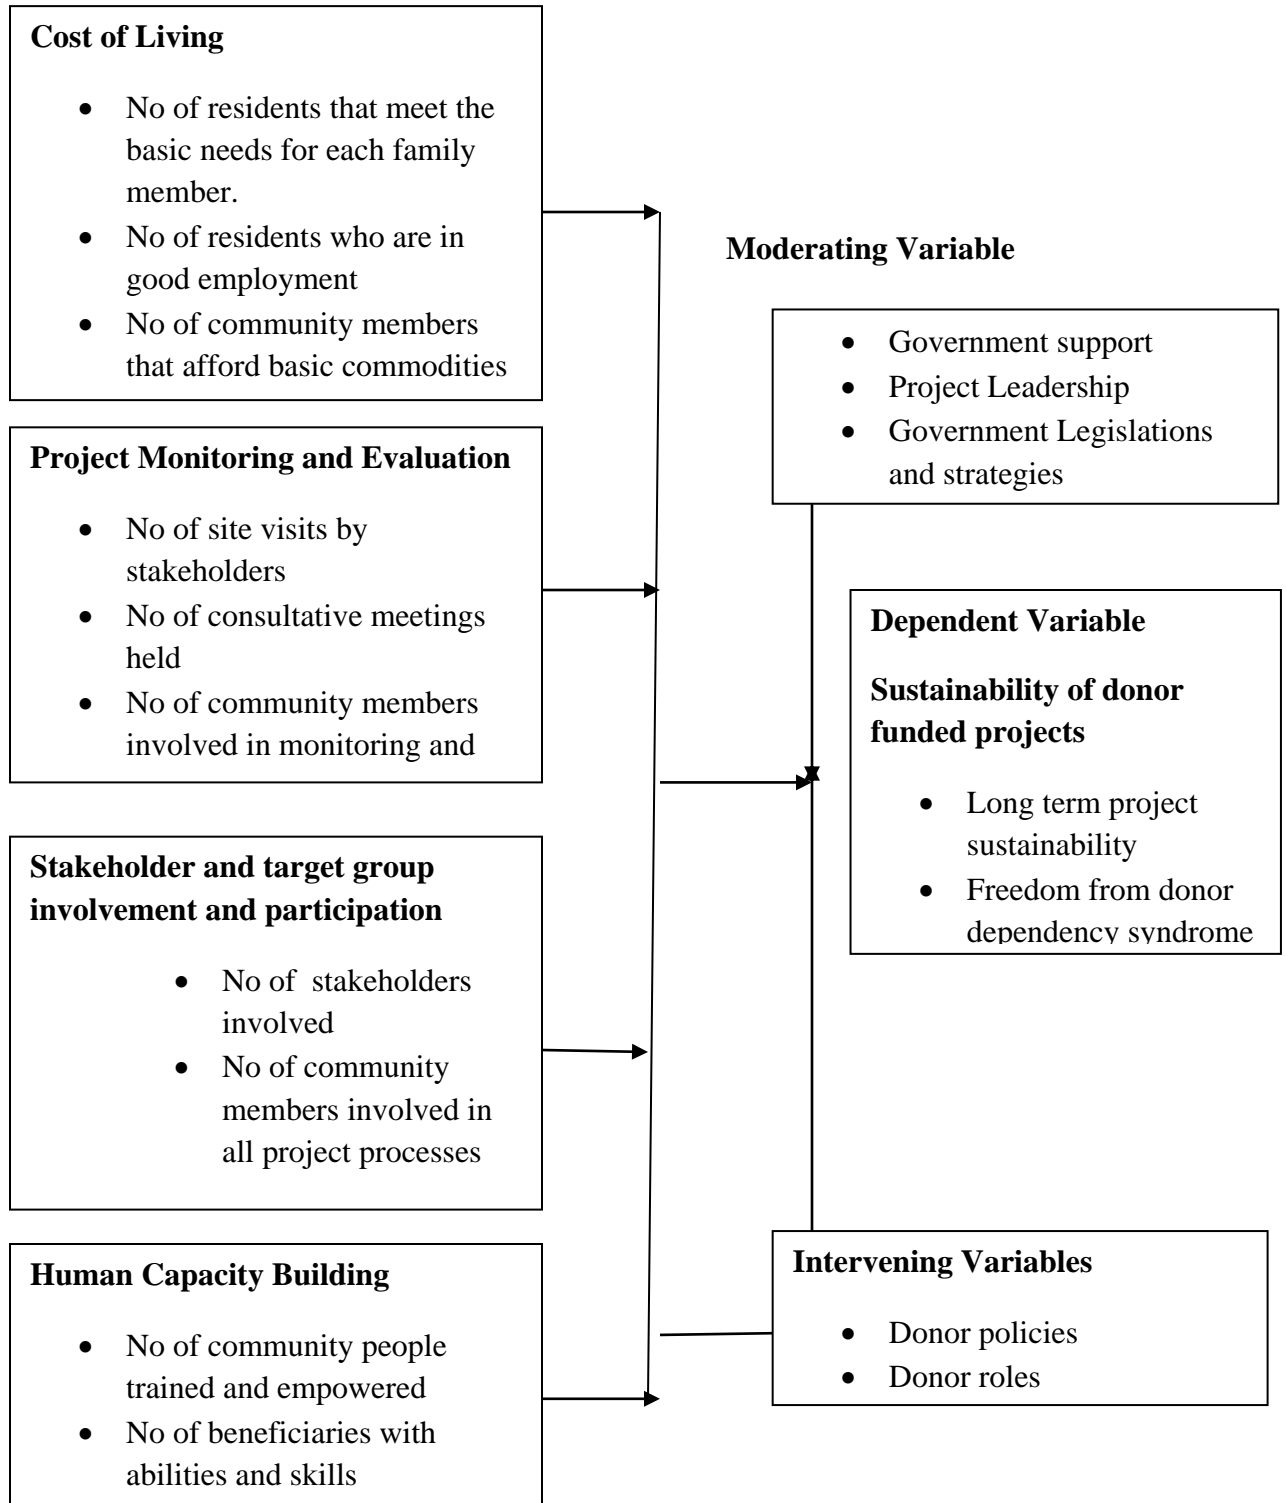 Cost of Living
• No of residents that meet the
basic needs for each family
member.
• No of residents who are in
good employment
• No of community members
that afford basic commodities
Project Monitoring and Evaluation
• No of site visits by
stakeholders
• No of consultative meetings
held
• No of community members
involved in monitoring and
Stakeholder and target group
involvement and participation
• No of stakeholders
involved
• No of community
members involved in
all project processes
Human Capacity Building
• No of community people
trained and empowered
• No of beneficiaries with
abilities and skills
Moderating Variable
• Government support
• Project Leadership
• Government Legislations
and strategies
Dependent Variable
Sustainability of donor
funded projects
• Long term project
sustainability
• Freedom from donor
dependency syndrome
Intervening Variables
• Donor policies
• Donor roles